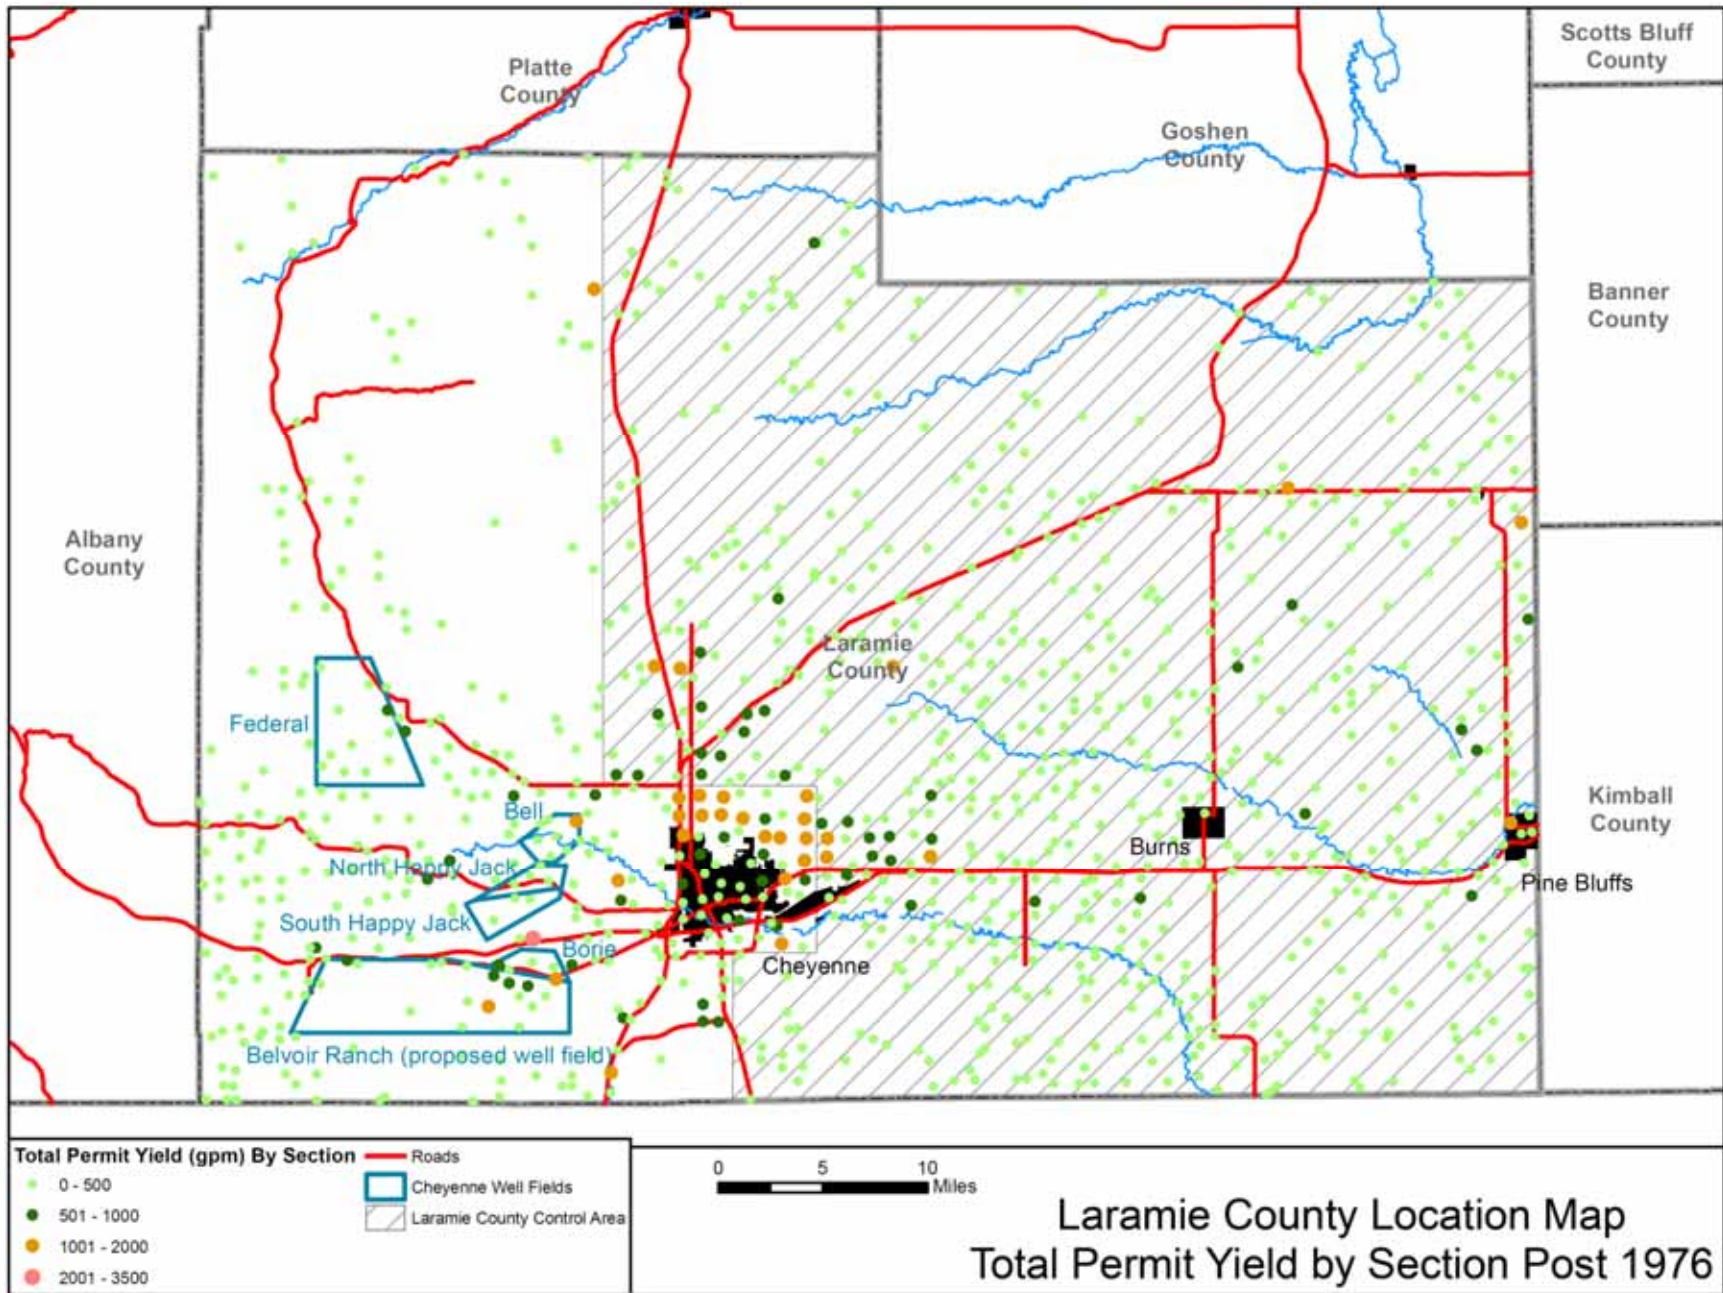 Scotts Bluff
County
Platte
County
Goshen
County
Banner
County
Albany
County
Laramie
County
Federal
Kimball
County
Bell
Burns
North Happy Jack
Pine Bluffs
South Happy Jack
Borie
Cheyenne
Belvoir Ranch (proposed well field)
Total Permit Yield (gpm) By Section
0 - 500
501 - 1000
1001 - 2000
2001 - 3500
Roads
Cheyenne Well Fields
Laramie County Control Area
0 5 10
Miles
Laramie County Location Map
Total Permit Yield by Section Post 1976